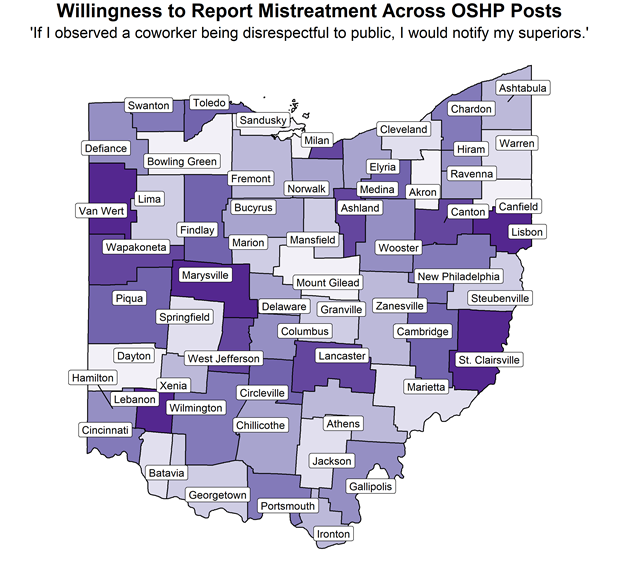 Willingness to Report Mistreatment Across OSHP Posts
'If I observed a coworker being disrespectful to public, I would notify my superiors.'
Ashtabula
Swanton
Toledo
Chardon
Sandusky
Cleveland
Milan
Warren
Defiance
Hiram
Bowling Green
Elyria
Ravenna
Fremont
Norwalk
Medina
Akron
Lima
Van Wert
Bucyrus
Ashland
Canton
Canfield
Findlay
Lisbon
Wapakoneta
Marion
Mansfield
Wooster
Marysville
Mount Gilead
New Philadelphia
Piqua
Steubenville
Delaware
Granville
Zanesville
Springfield
Columbus
Cambridge
Dayton
West Jefferson
Lancaster
St. Clairsville
Hamilton
Xenia
Marietta
Lebanon
Circleville
Wilmington
Cincinnati
Chillicothe
Athens
Jackson
Batavia
Gallipolis
Georgetown
Portsmouth
Ironton